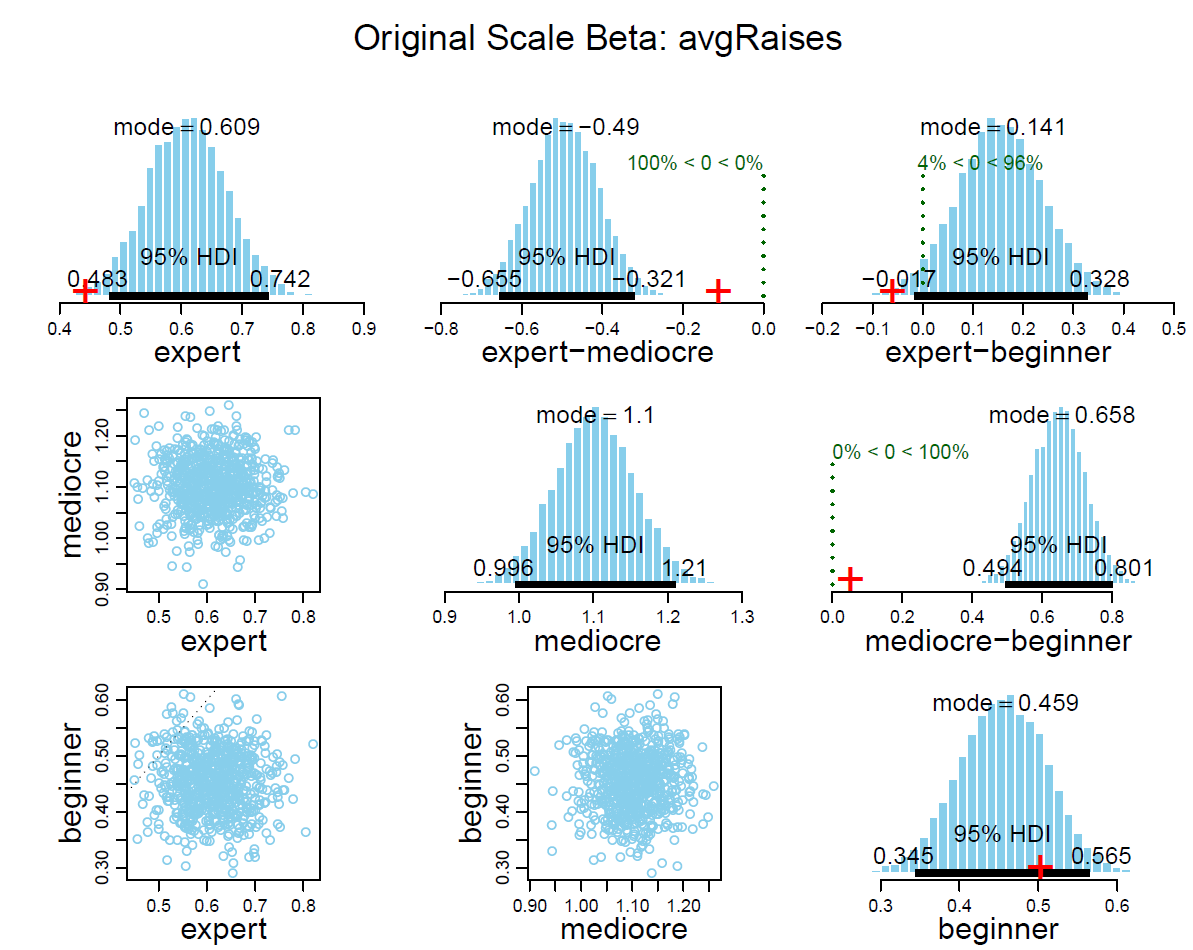 Original Scale Beta: avgRaises
mode = 0.609
95% HDI
0.483 0.742
0.4 0.5 0.6 0.7 0.8 0.9
expert
mode = −0.49
100% < 0 < 0%
95% HDI
−0.655 −0.321
−0.8 −0.6 −0.4 −0.2 0.0
expert−mediocre
mode = 0.141
4% < 0 < 96%
95% HDI
−0.017 0.328
−0.2 −0.1 0.0 0.1 0.2 0.3 0.4 0.5
expert−beginner
mediocre
0.90 1.00 1.10 1.20
0.5 0.6 0.7 0.8
expert
mode = 1.1
95% HDI
0.996 1.21
0.9 1.0 1.1 1.2 1.3
mediocre
mode = 0.658
0% < 0 < 100%
95% HDI
0.494 0.801
0.0 0.2 0.4 0.6 0.8
mediocre−beginner
beginner
0.30 0.40 0.50 0.60
0.5 0.6 0.7 0.8
expert
beginner
0.30 0.40 0.50 0.60
0.90 1.00 1.10 1.20
mediocre
mode = 0.459
95% HDI
0.345 0.565
0.3 0.4 0.5 0.6
beginner